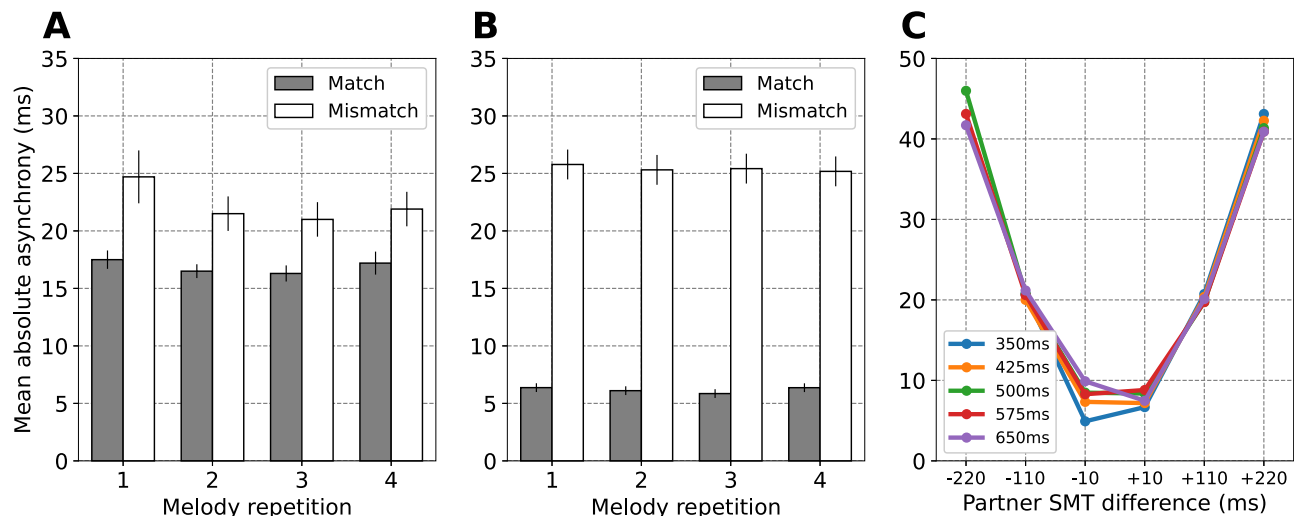 A
Mean absolute asynchrony (ms)
35
30
25
20
15
10
5
0
Match
Mismatch
1 2 3 4
Melody repetition
B
35
30
25
20
15
10
5
0
Match
Mismatch
1 2 3 4
Melody repetition
C
50
40
30
20
10
0
350ms
425ms
500ms
575ms
650ms
-220 -110 -10 +10 +110 +220
Partner SMT difference (ms)